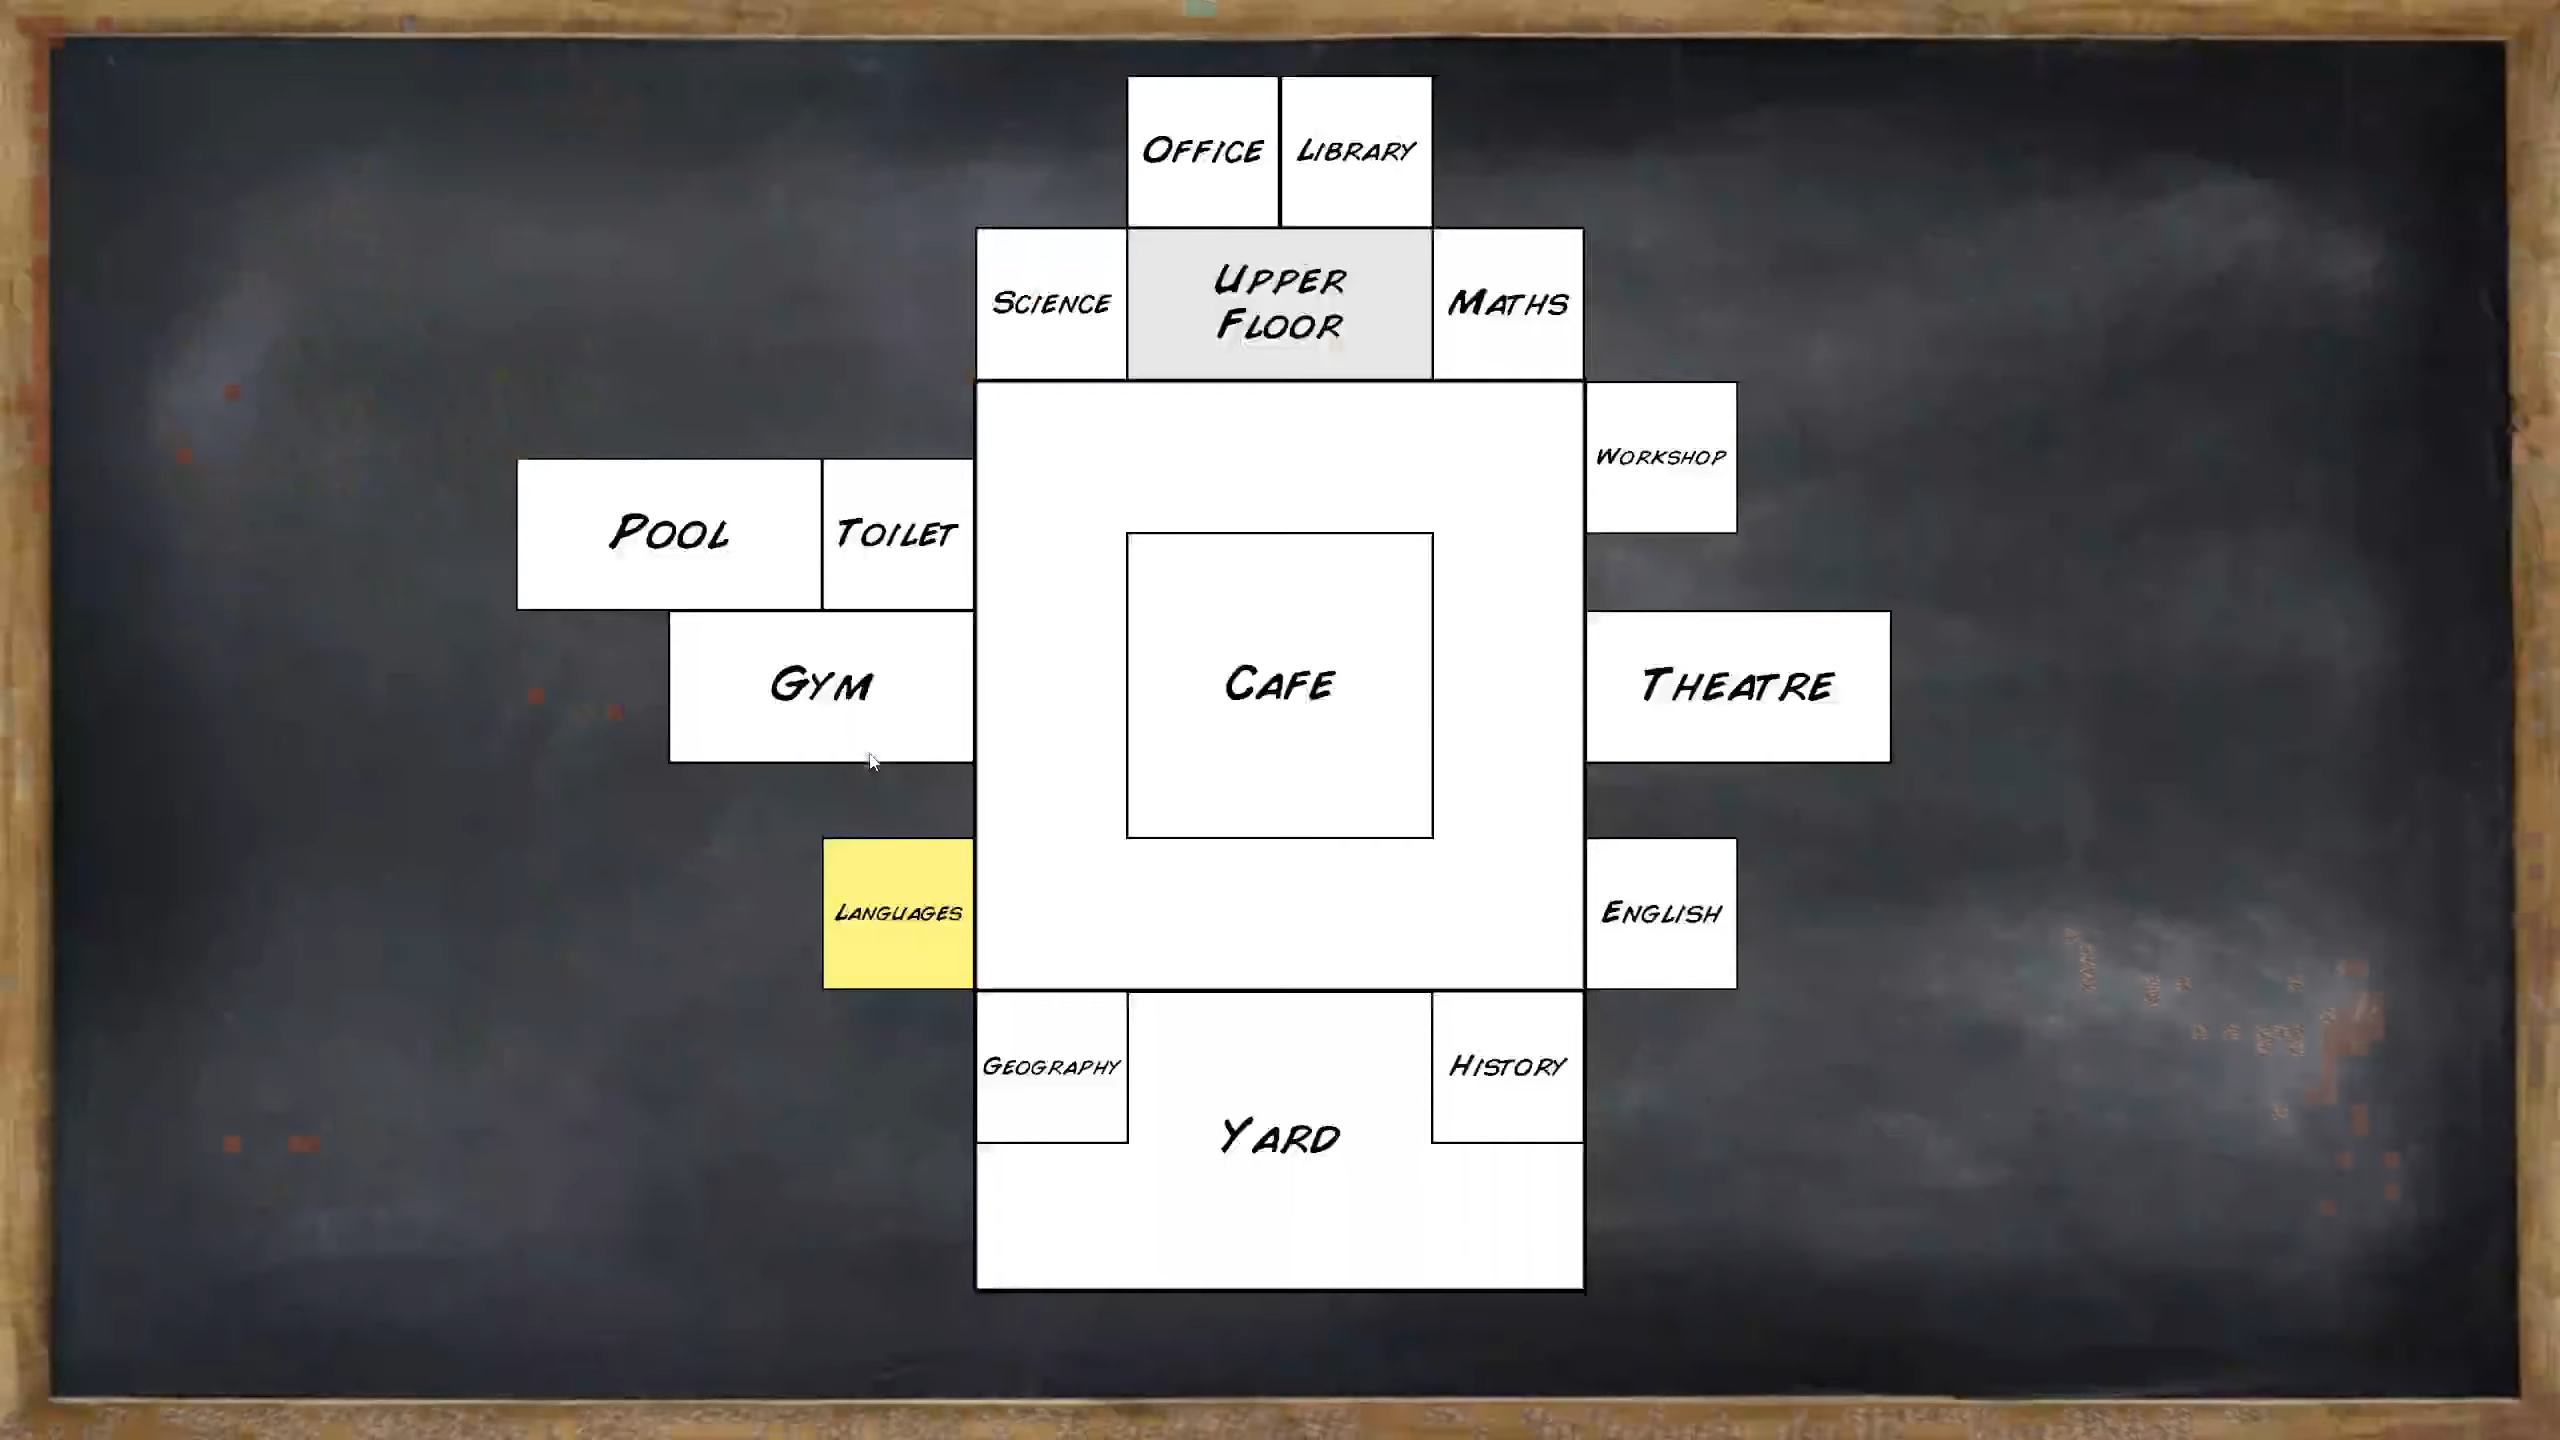 OFFICE
LIBRARY
SCIENCE
UPPER
FLOOR
MATHS
WORKSHOP
POOL
TOILET
CAFE
GYM
THEATRE
LANGUAGES
ENGLISH
GEOGRAPHY
HISTORY
YARD